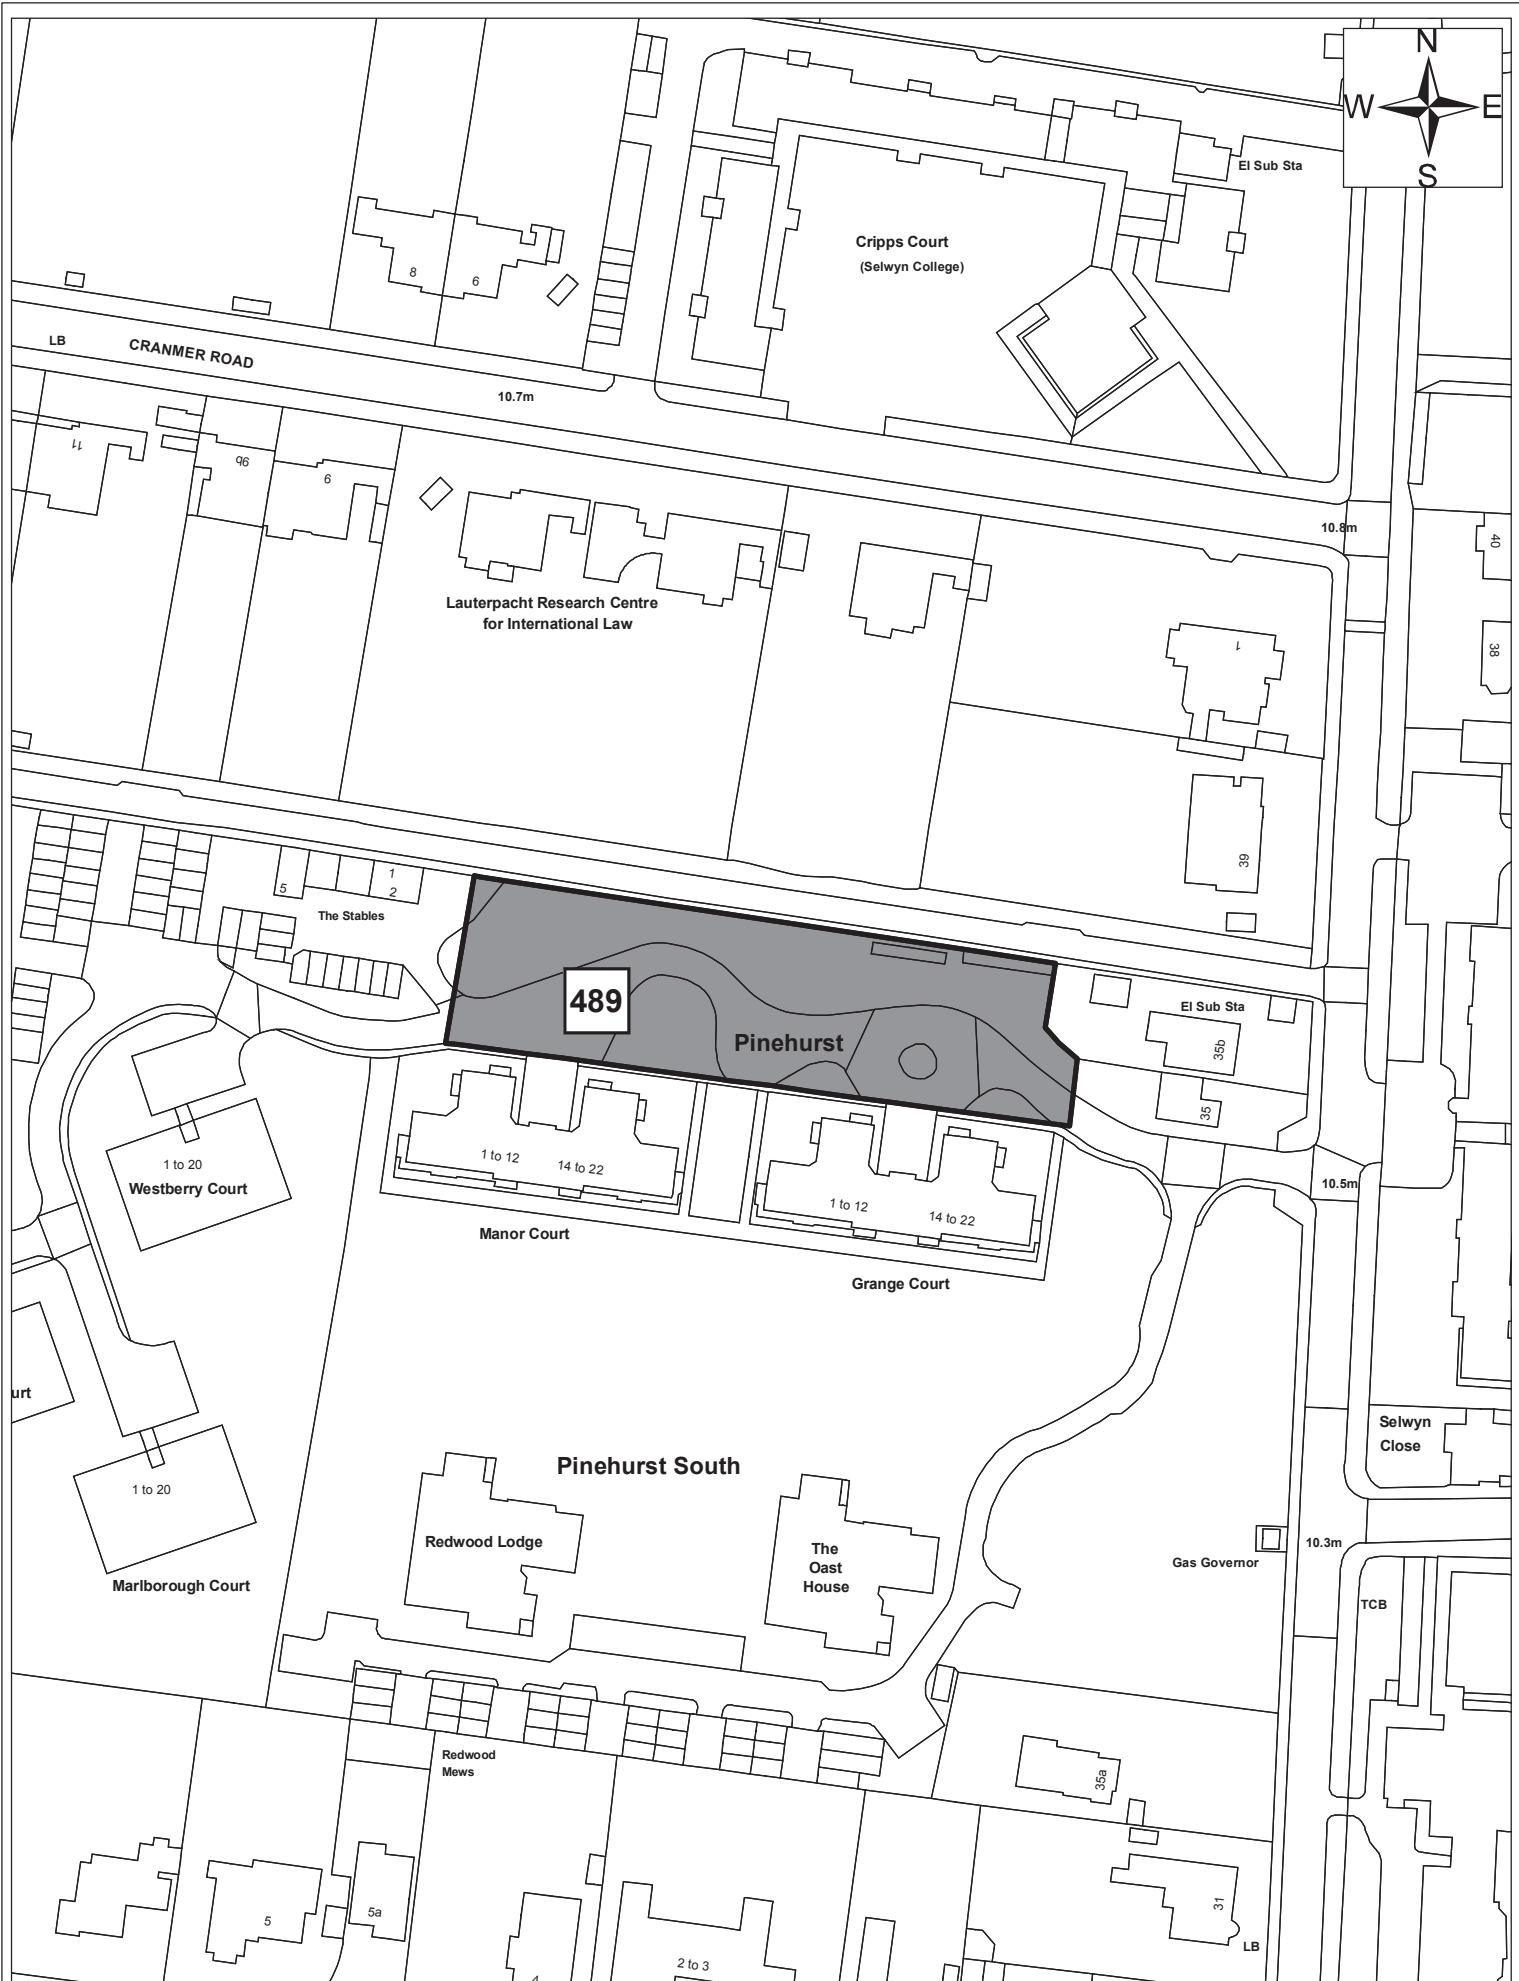 N
W E
S
El Sub Sta
Cripps Court
(Selwyn College)
8
6
LB
CRANMER ROAD
10.7m
11
9b
9
10.8m
40
Lauterpacht Research Centre
for International Law
1
38
39
1
2
5
The Stables
489
Pinehurst
El Sub Sta
35b
35
1 to 12
14 to 22
1 to 20
Westberry Court
10.5m
1 to 12
14 to 22
Manor Court
Grange Court
urt
Selwyn
Close
Pinehurst South
1 to 20
Redwood Lodge
The
Oast
House
10.3m
Gas Governor
Marlborough Court
TCB
Redwood
Mews
35a
31
5
5a
LB
2 to 3
4